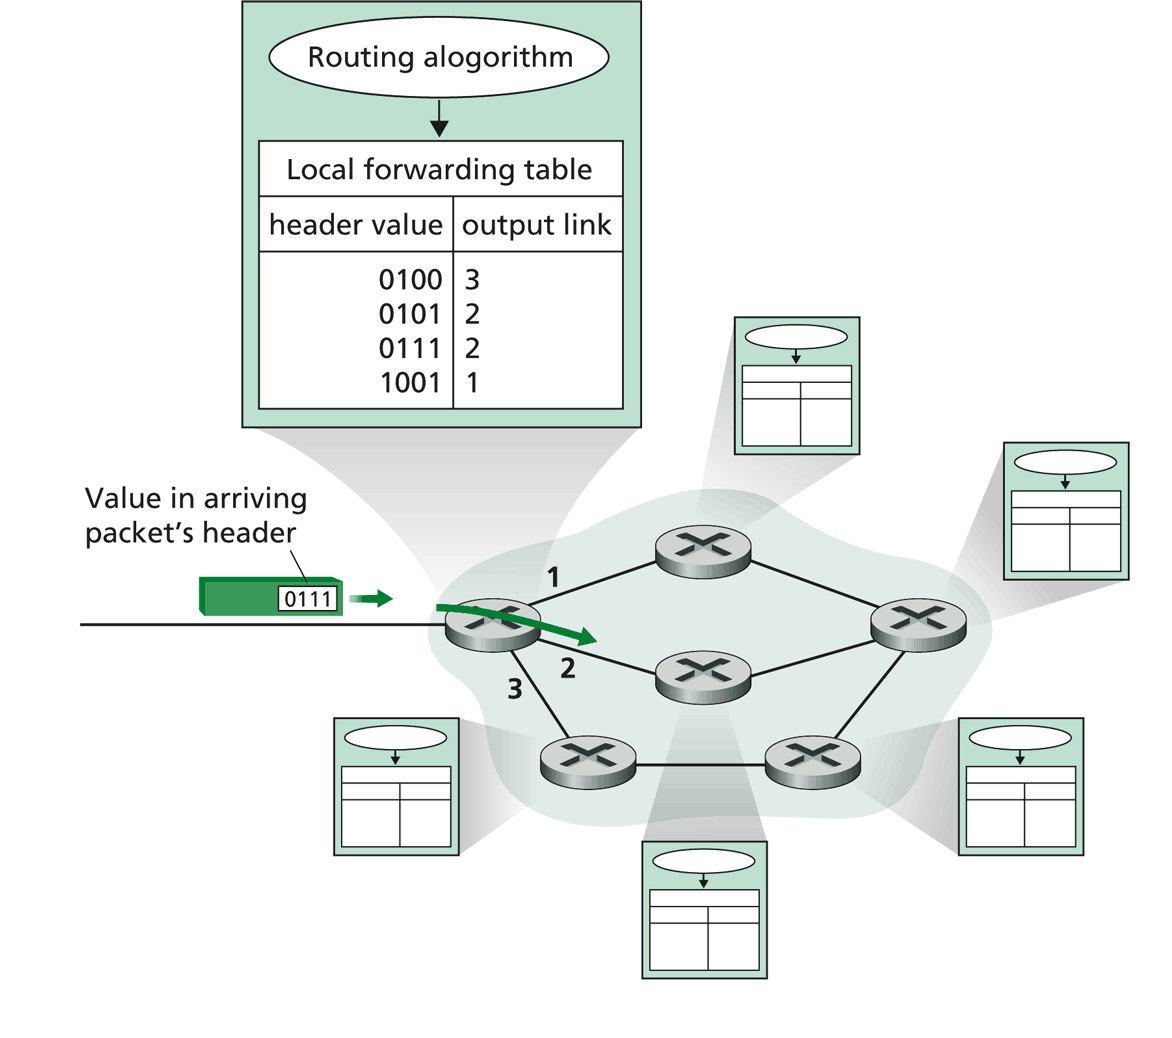 Routing alogorithm
Local forwarding table
header value output link
0100 3
0101 2
0111 2
1001 1
Value in arriving
packet’s header
0111
1
2
3